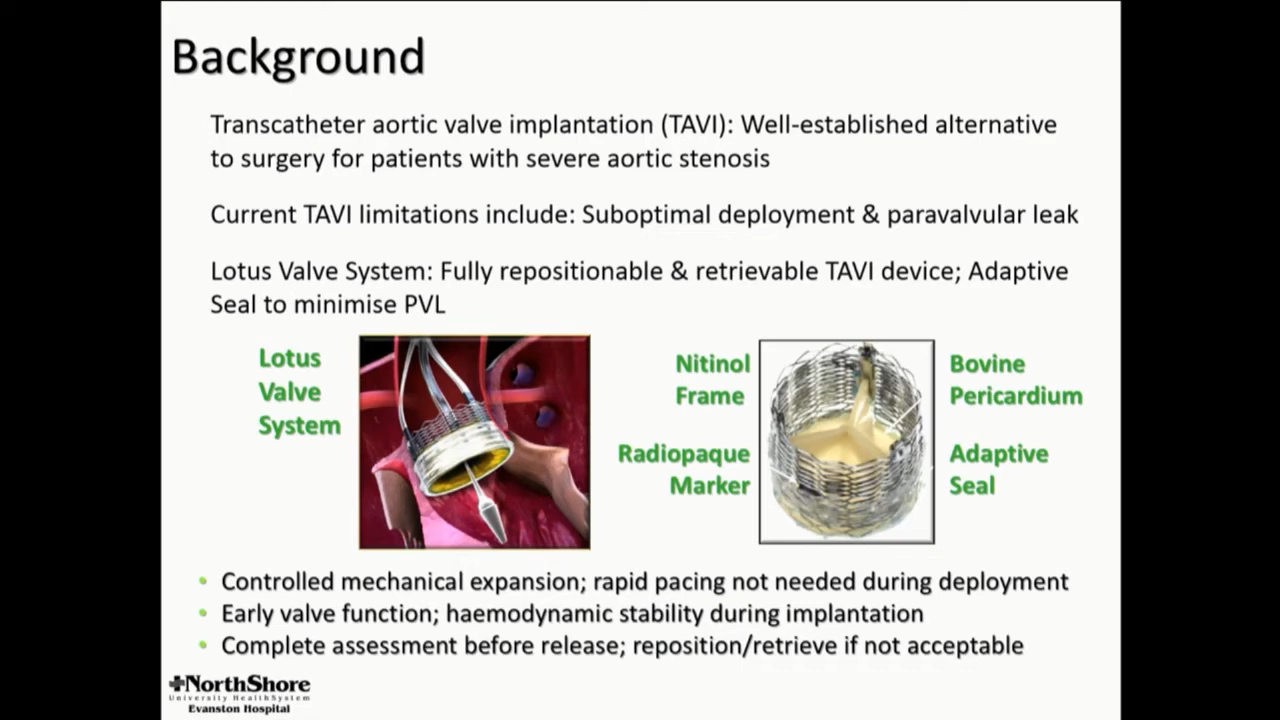 Background
Transcatheter aortic valve implantation (TAVI): Well-established alternative
to surgery for patients with severe aortic stenosis
Current TAVI limitations include: Suboptimal deployment & paravalvular leak
Lotus Valve System: Fully repositionable & retrievable TAVI device; Adaptive
Seal to minimise PVL
Lotus
Valve
System
Nitinol
Frame
Radiopaque
Marker
Bovine
Pericardium
Adaptive
Seal
• Controlled mechanical expansion; rapid pacing not needed during deployment
• Early valve function; haemodynamic stability during implantation
• Complete assessment before release; reposition/retrieve if not acceptable
NorthShore
University HealthSystem
Evanston Hospital